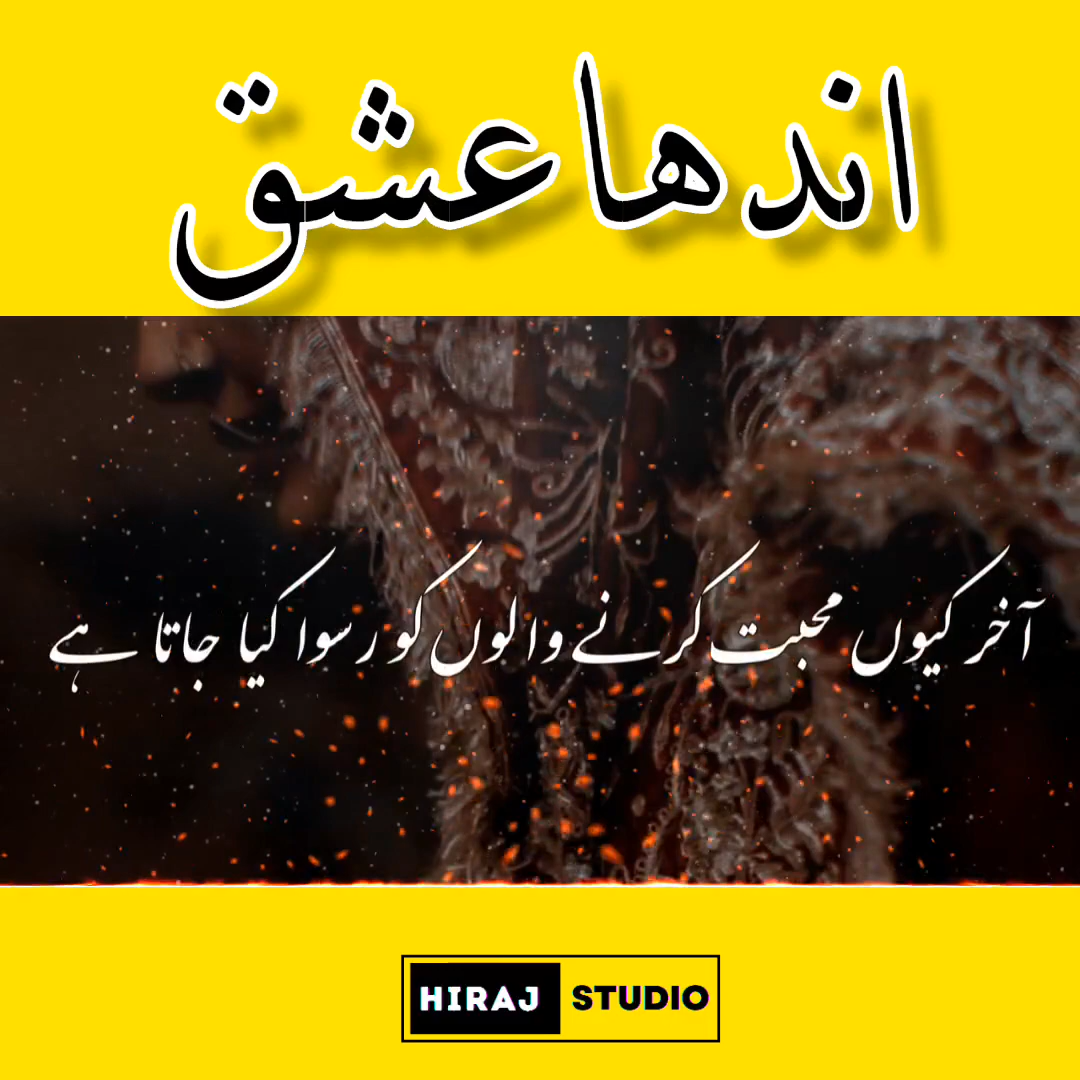 اندھا عشق
آخر کیوں محبت کرنے والوں کو رسوا کیا جاتا ہے
HIRAJ STUDIO